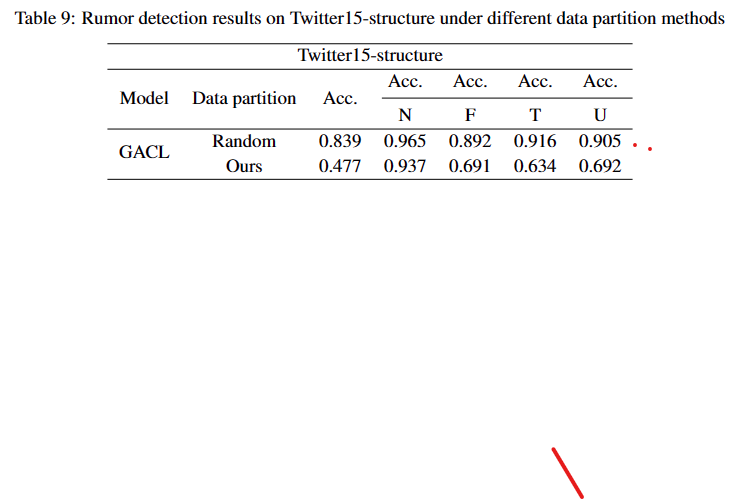 Table 9: Rumor detection results on Twitter15-structure under different data partition methods
Twitter15-structure
Model Data partition Acc. Acc. Acc. Acc. Acc.
N F T U
GACL Random 0.839 0.965 0.892 0.916 0.905
Ours 0.477 0.937 0.691 0.634 0.692